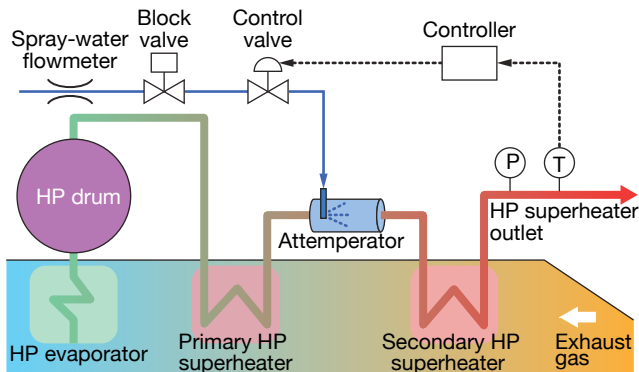 Spray-water
flowmeter
Block
valve
Control
valve
Controller
HP drum
P
T
HP superheater
outlet
Attemperator
HP evaporator
Primary HP
superheater
Secondary HP
superheater
Exhaust
gas